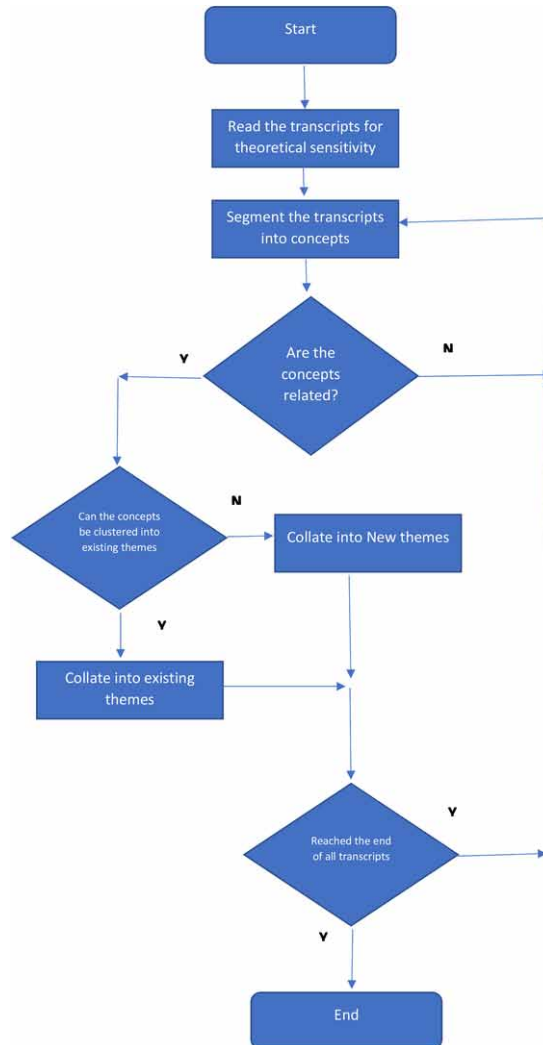 Start
Read the transcripts for
theoretical sensitivity
Segment the transcripts
into concepts
Are the
concepts
related?
Y
N
Can the concepts
be clustered into
existing themes
N
Collate into New themes
Y
Collate into existing
themes
Reached the end
of all transcripts
Y
Y
End